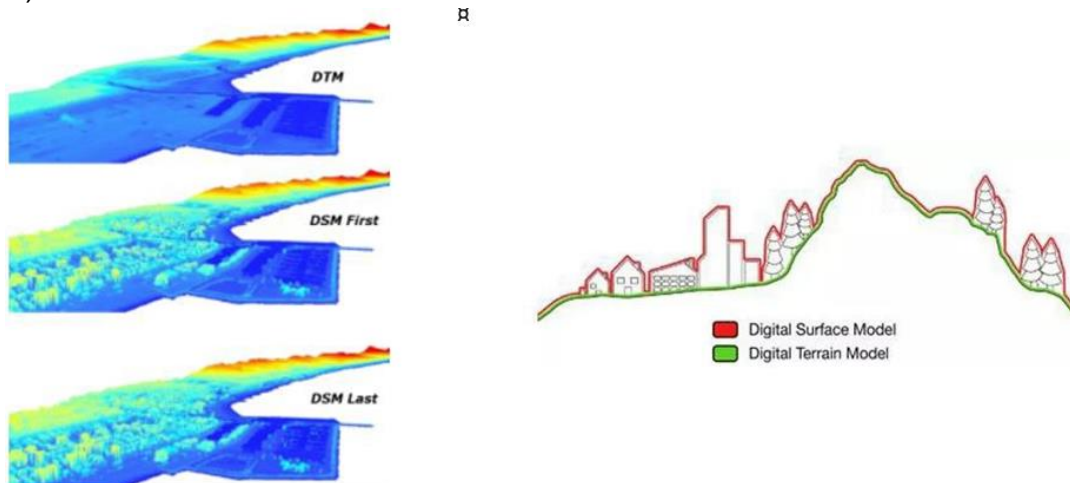 )
¤
DTM
DSM First
DSM Last
Digital Surface Model
Digital Terrain Model